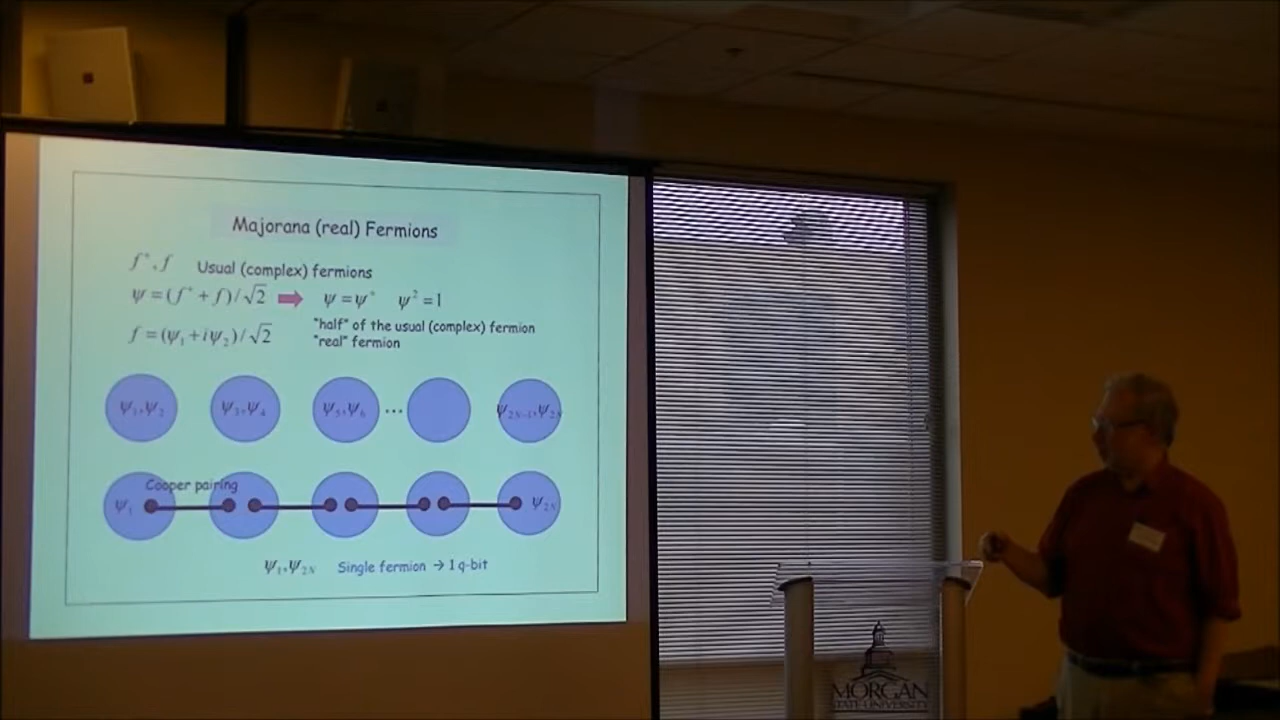 Majorana (real) Fermions
f⁺, f Usual (complex) fermions
ψ = (f⁺ + f)/√2 ➡ ψ = ψ⁺ ψ² = 1
f = (ψ₁ + iψ₂)/√2 "half" of the usual (complex) fermion
"real" fermion
ψ₁,ψ₂ ψ₃,ψ₄ ψ₅,ψ₆ ... ψ₂ₙ₋₁,ψ₂ₙ
Cooper pairing
ψ₁ ψ₂ₙ
ψ₁,ψ₂ₙ Single fermion → 1 q-bit
MORGAN
STATE UNIVERSITY